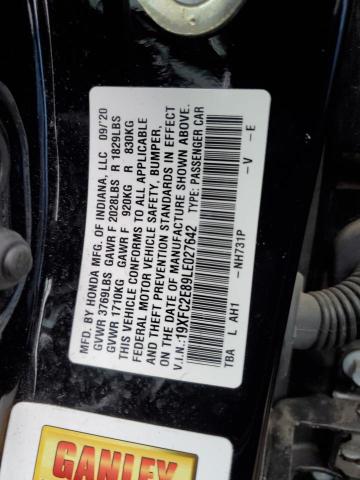 MFD. BY HONDA MFG. OF INDIANA, LLC 09/'20
GVWR 3769LBS GAWR F 2028LBS R 1829LBS
GVWR 1710KG GAWR F 920KG R 830KG
THIS VEHICLE CONFORMS TO ALL APPLICABLE
FEDERAL MOTOR VEHICLE SAFETY, BUMPER,
AND THEFT PREVENTION STANDARDS IN EFFECT
ON THE DATE OF MANUFACTURE SHOWN ABOVE.
V.I.N.: 19XFC2E89LE027642 TYPE: PASSENGER CAR
TBA L AH1 -NH731P -V -E
GANLEY